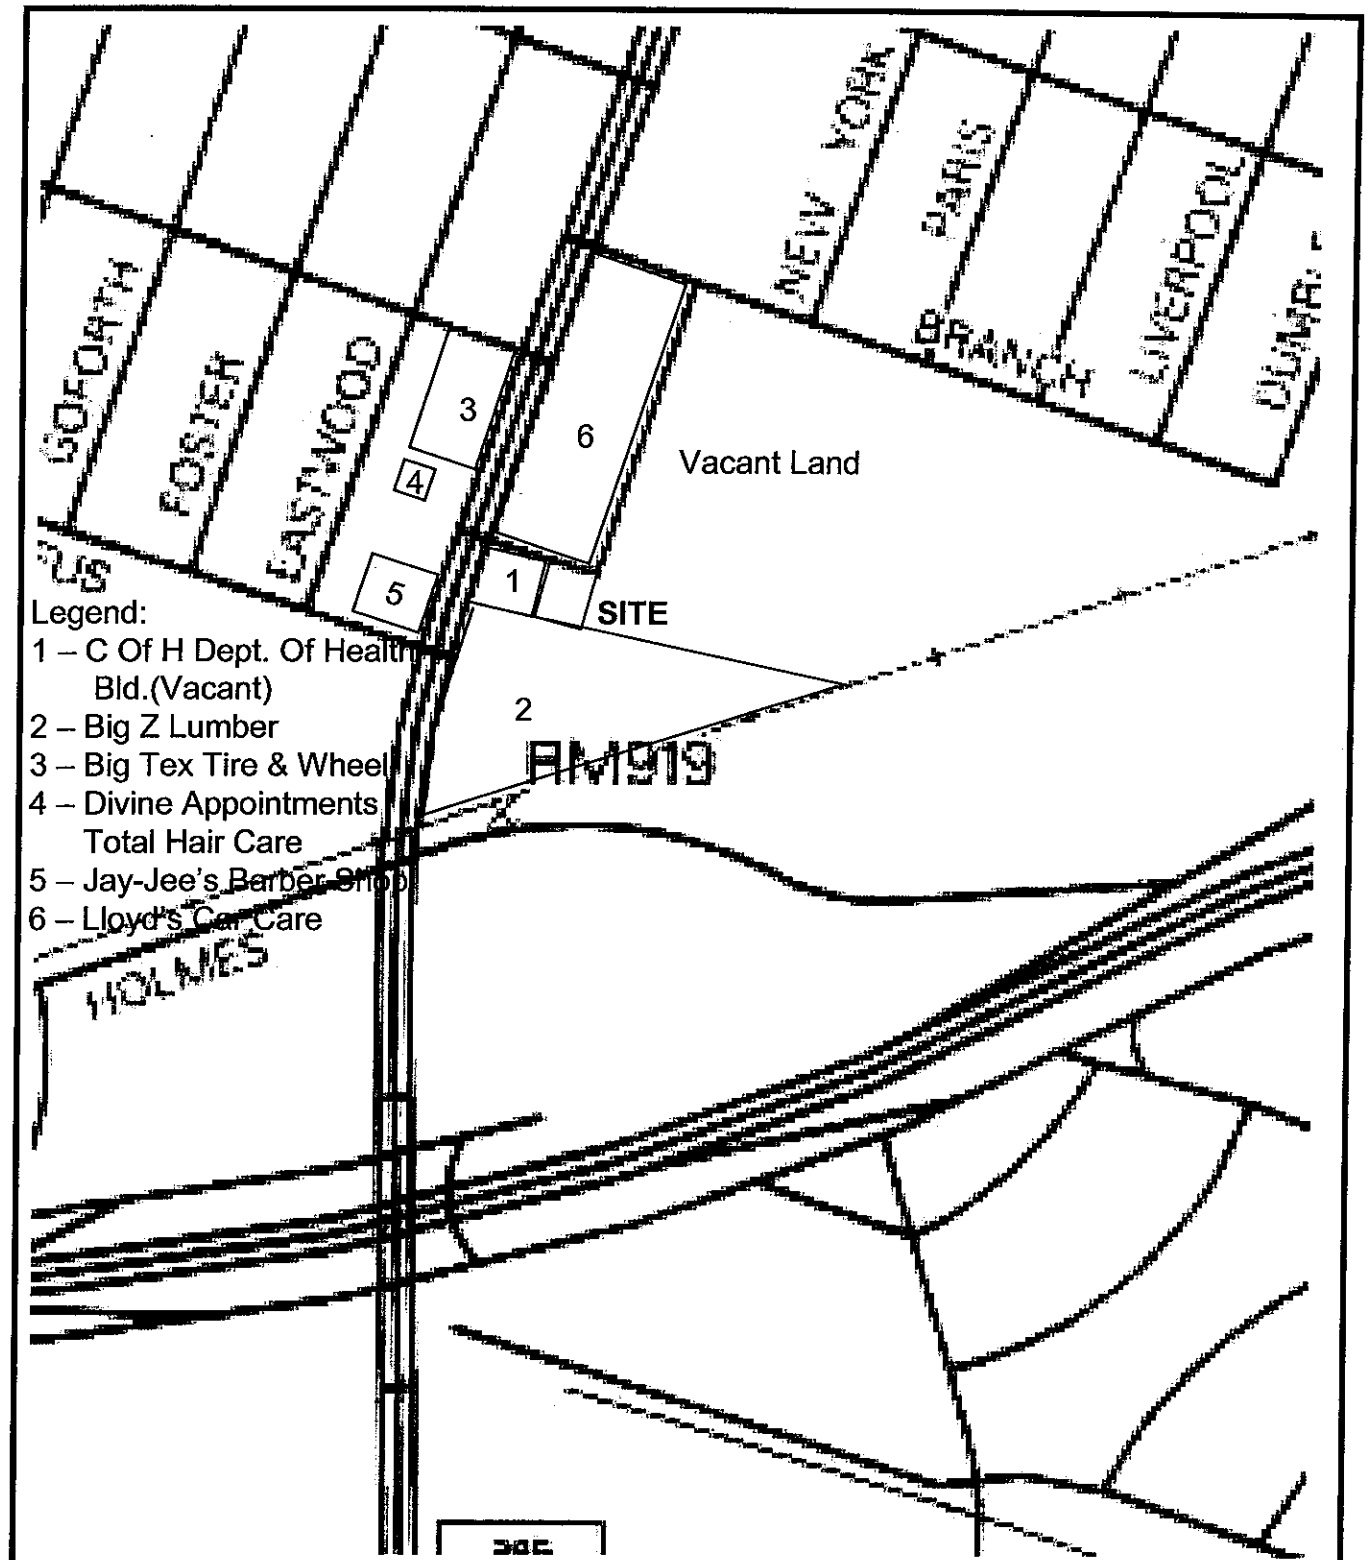 NEW YORK
PARIS
LIVERPOOL
BRANCH
GOFORTH
FOSTER
EASTWOOD
3
6
4
Vacant Land
5
1
SITE
Legend:
1 – C Of H Dept. Of Health
Bld.(Vacant)
2 – Big Z Lumber
3 – Big Tex Tire & Wheel
4 – Divine Appointments
Total Hair Care
5 – Jay-Jee's Barber Shop
6 – Lloyd's Car Care
2
AM919
HOLMES